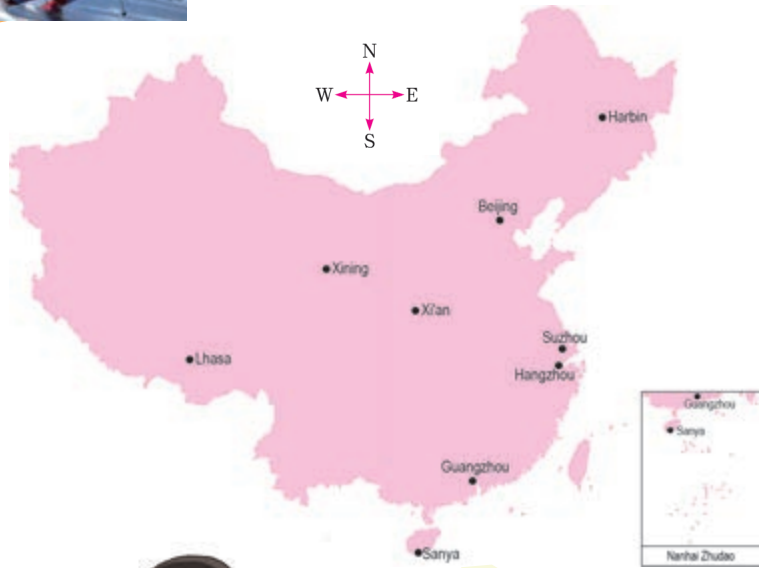 N
W E
S
Harbin
Beijing
Xining
Xi'an
Suzhou
Lhasa
Hangzhou
Guangzhou
Sanya
Guangzhou
Sanya
Nanhai Zhudao